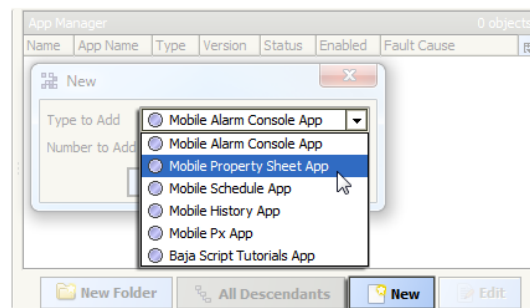 App Manager 0 objects
Name App Name Type Version Status Enabled Fault Cause
New
Type to Add Mobile Alarm Console App
Mobile Alarm Console App
Number to Add
Mobile Property Sheet App
Mobile Schedule App
Mobile History App
Mobile Px App
Baja Script Tutorials App
New Folder All Descendants New Edit